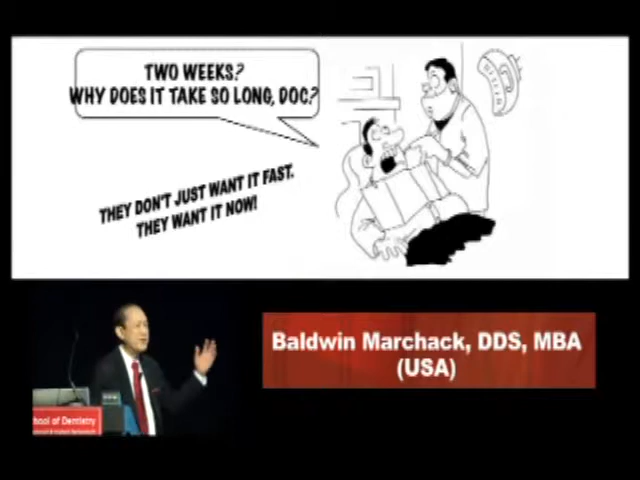 TWO WEEKS?
WHY DOES IT TAKE SO LONG, DOC?
THEY DON'T JUST WANT IT FAST.
THEY WANT IT NOW!
Baldwin Marchack, DDS, MBA
(USA)
chool of Dentistry